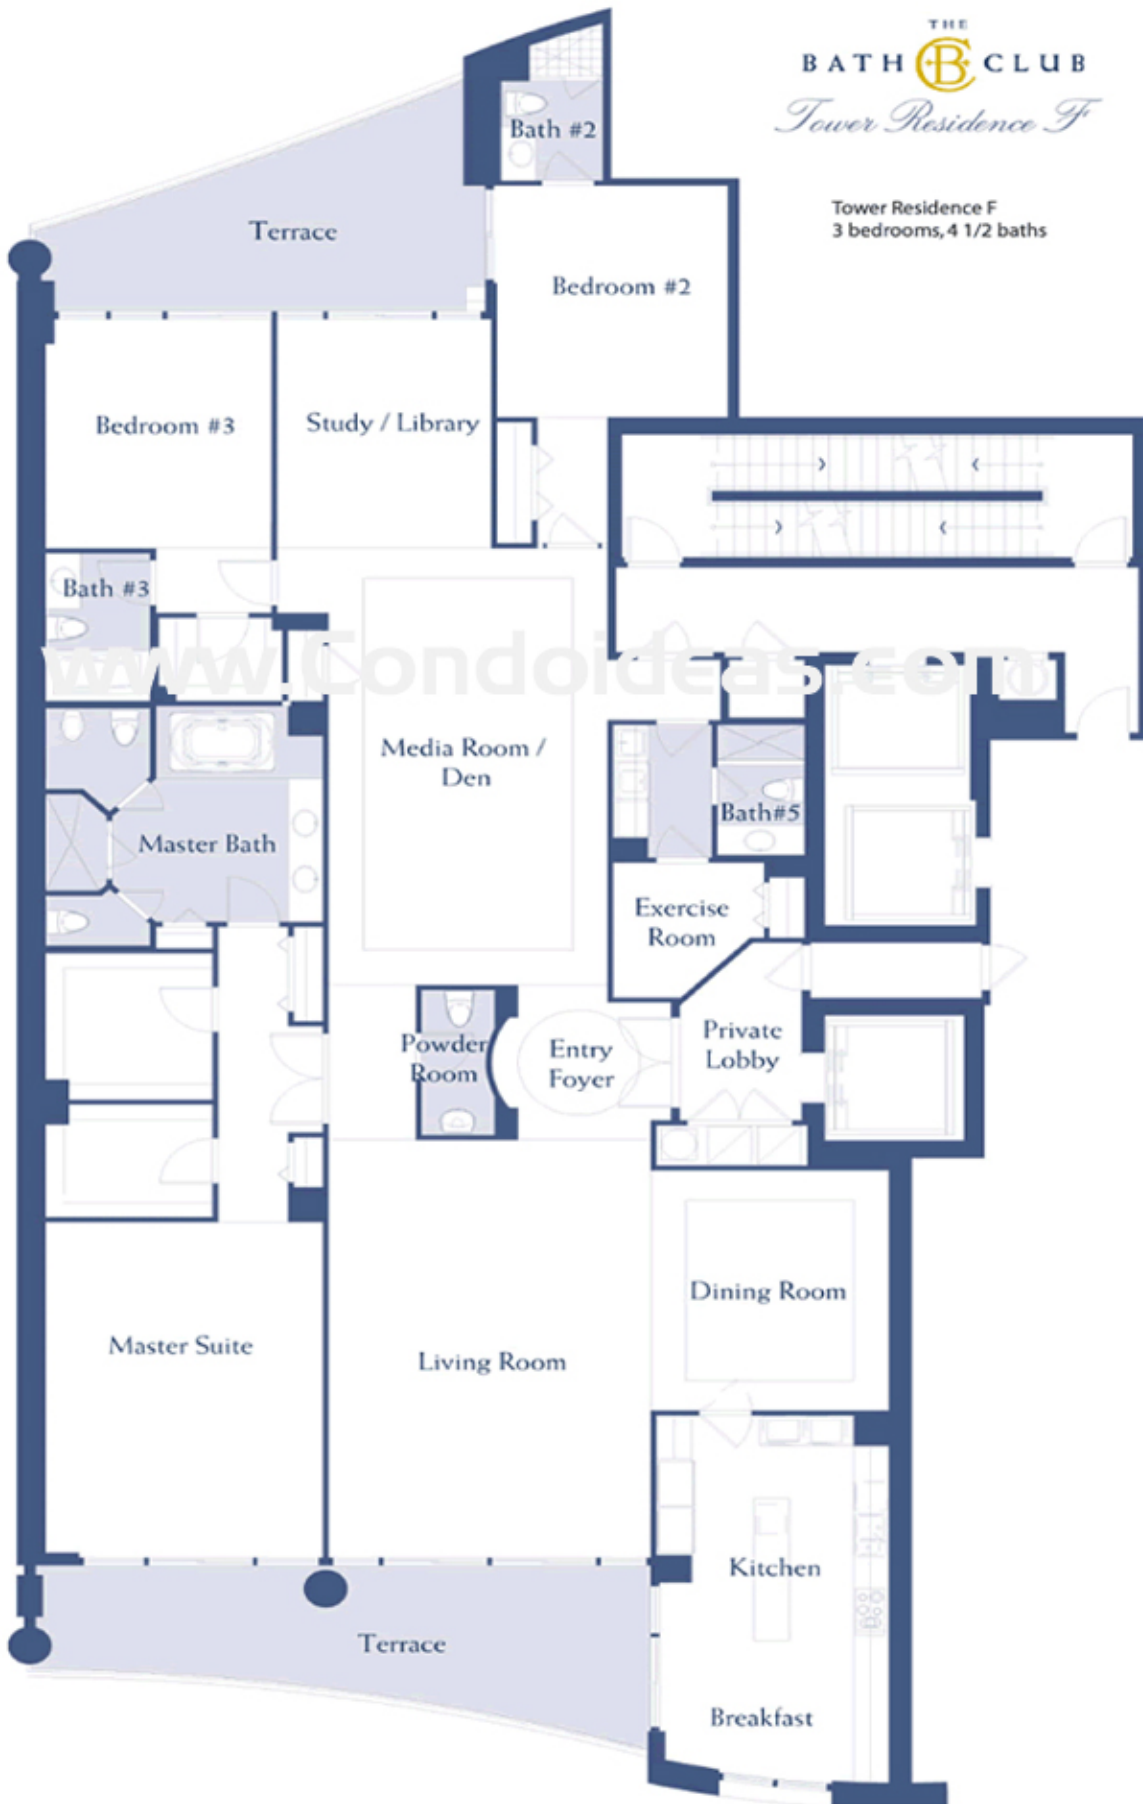 THE
BATH CB CLUB
Tower Residence F
Tower Residence F
3 bedrooms, 4 1/2 baths
Bath #2
Terrace
Bedroom #2
Bedroom #3
Study / Library
Bath #3
www.Condoideas.com
Media Room /
Den
Master Bath
Bath#5
Exercise
Room
Powder
Room
Entry
Foyer
Private
Lobby
Dining Room
Master Suite
Living Room
Kitchen
Terrace
Breakfast